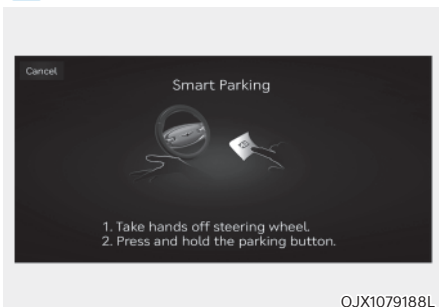 Cancel
Smart Parking
1. Take hands off steering wheel.
2. Press and hold the parking button.
OJX1079188L